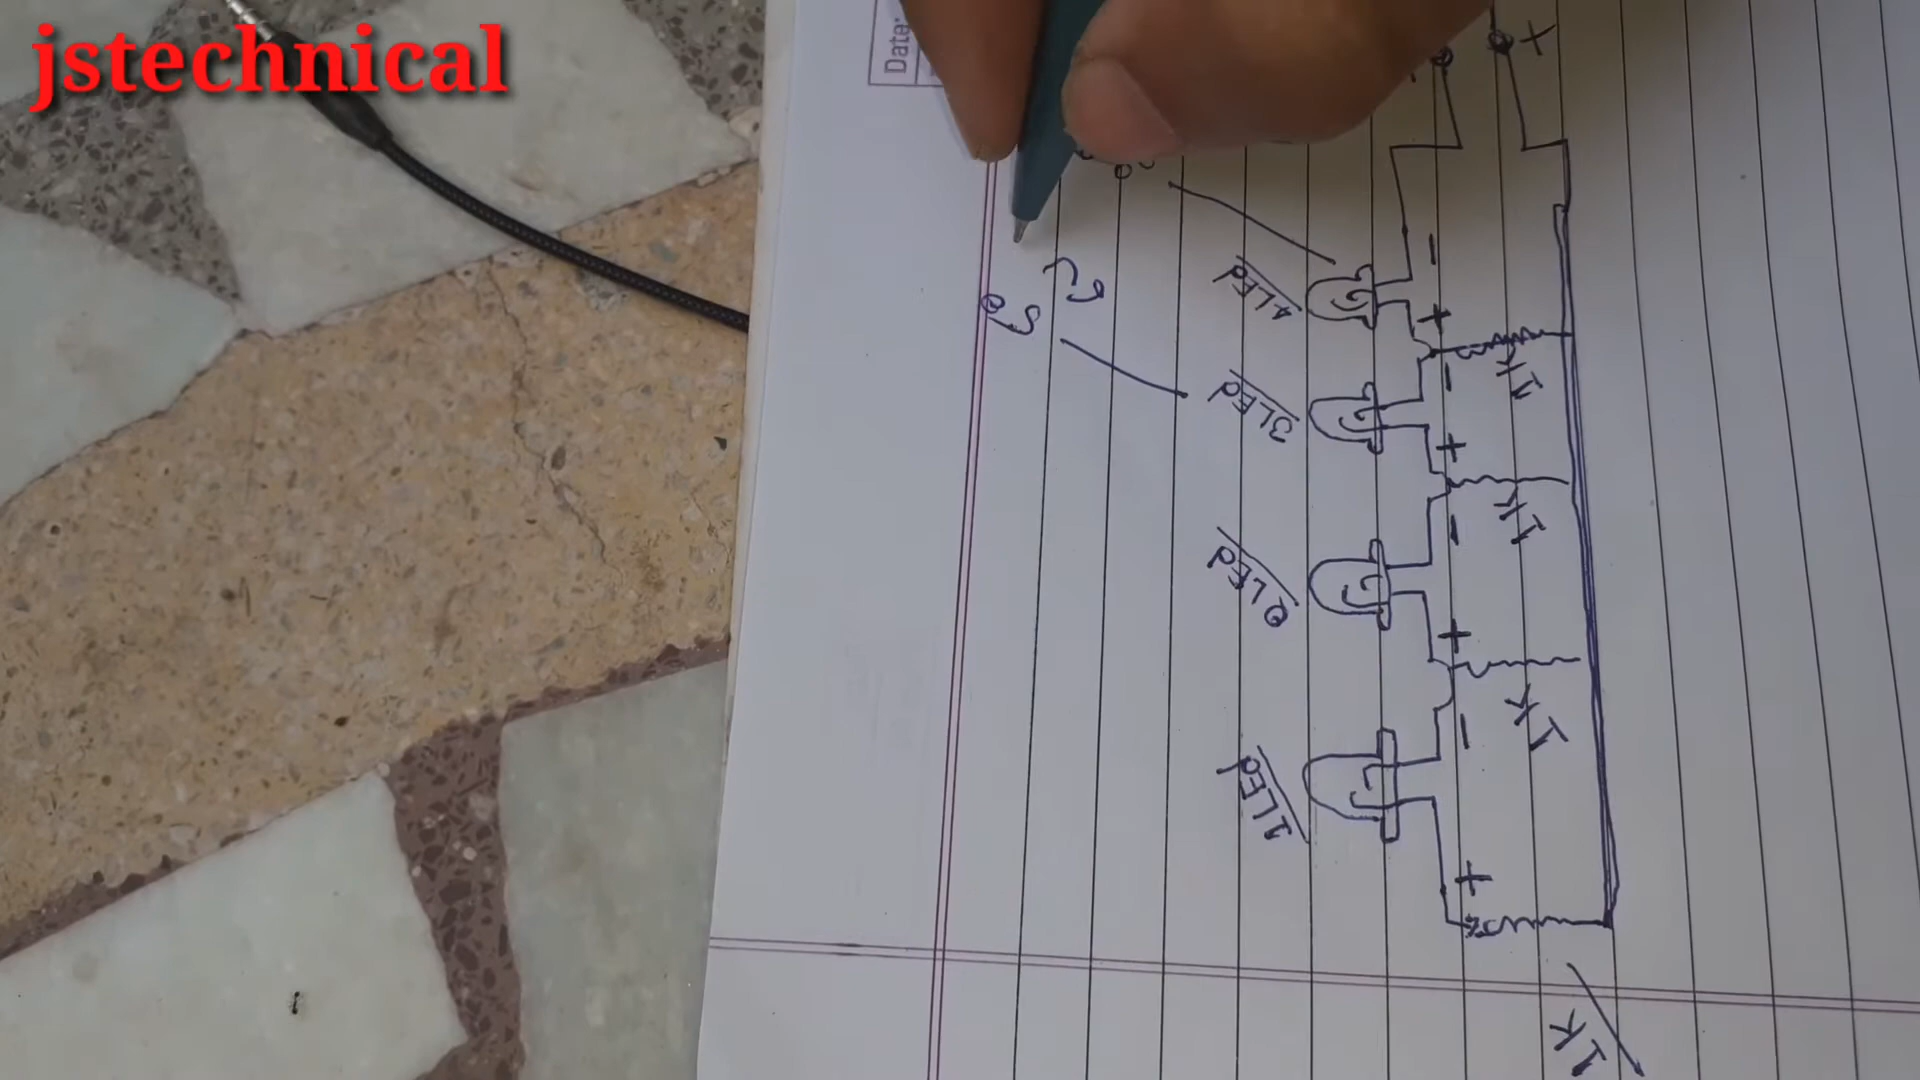 jstechnical
Date:
+
-
4LEd
+
1K
-
3LEd
+
1K
-
2LEd
+
1K
-
1LEd
+
1K